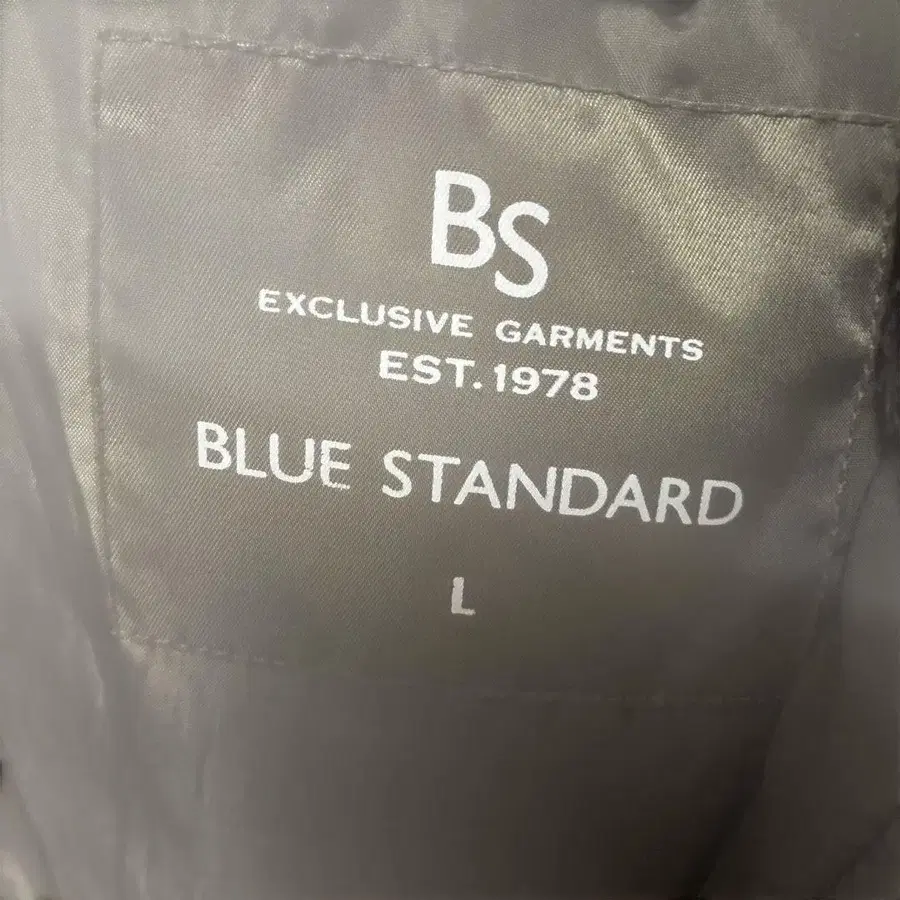 BS
EXCLUSIVE GARMENTS
EST. 1978
BLUE STANDARD
L